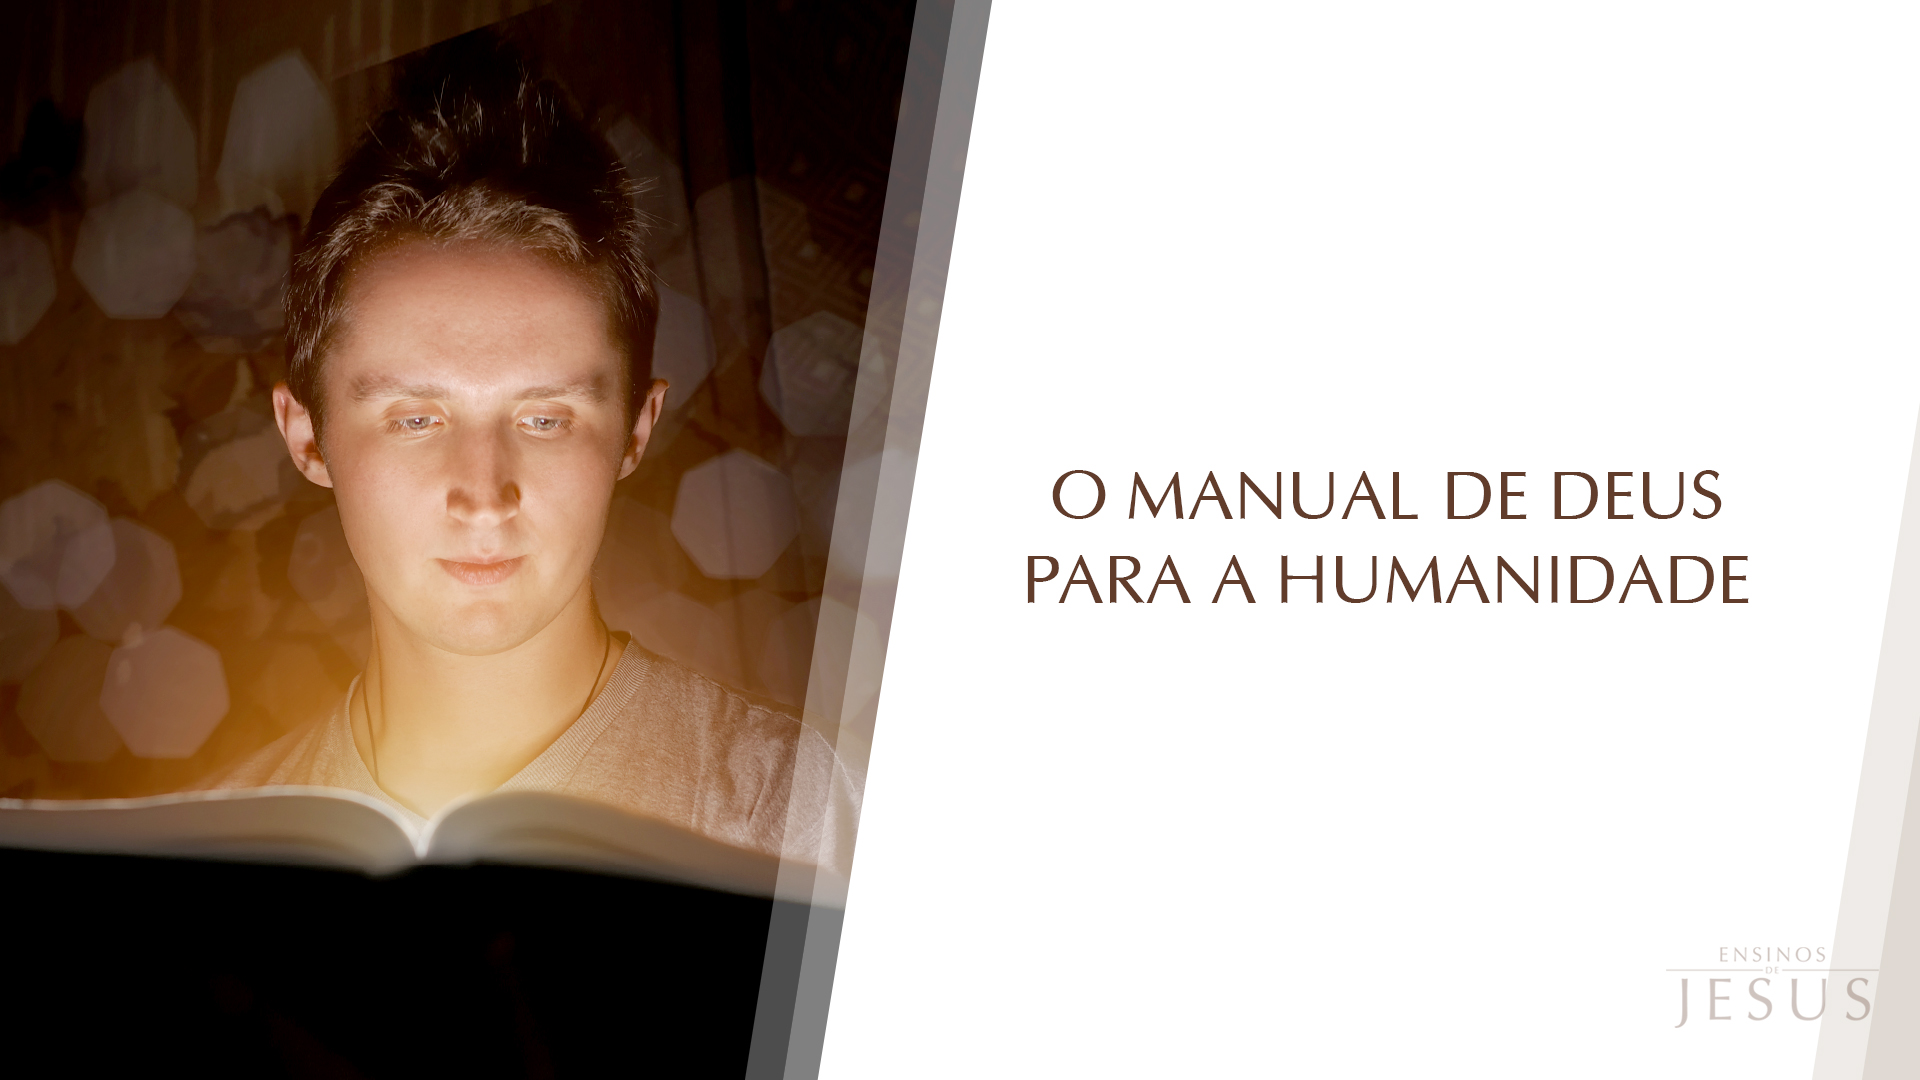 O MANUAL DE DEUS
PARA A HUMANIDADE
ENSINOS
DE
JESUS